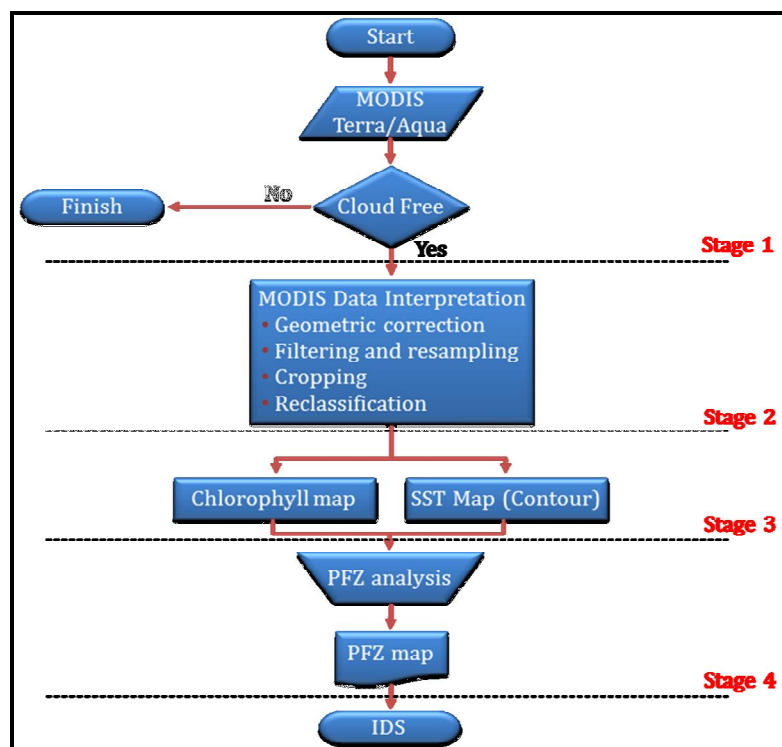 Start
MODIS
Terra/Aqua
No
Finish
Cloud Free
Yes
Stage 1
MODIS Data Interpretation
• Geometric correction
• Filtering and resampling
• Cropping
• Reclassification
Stage 2
Chlorophyll map
SST Map (Contour)
Stage 3
PFZ analysis
PFZ map
Stage 4
IDS